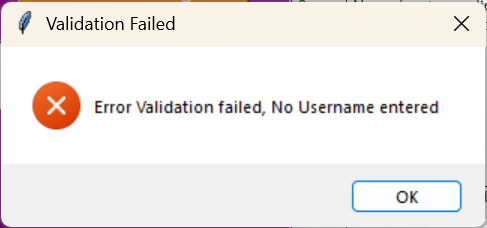 Validation Failed
Error Validation failed, No Username entered
OK